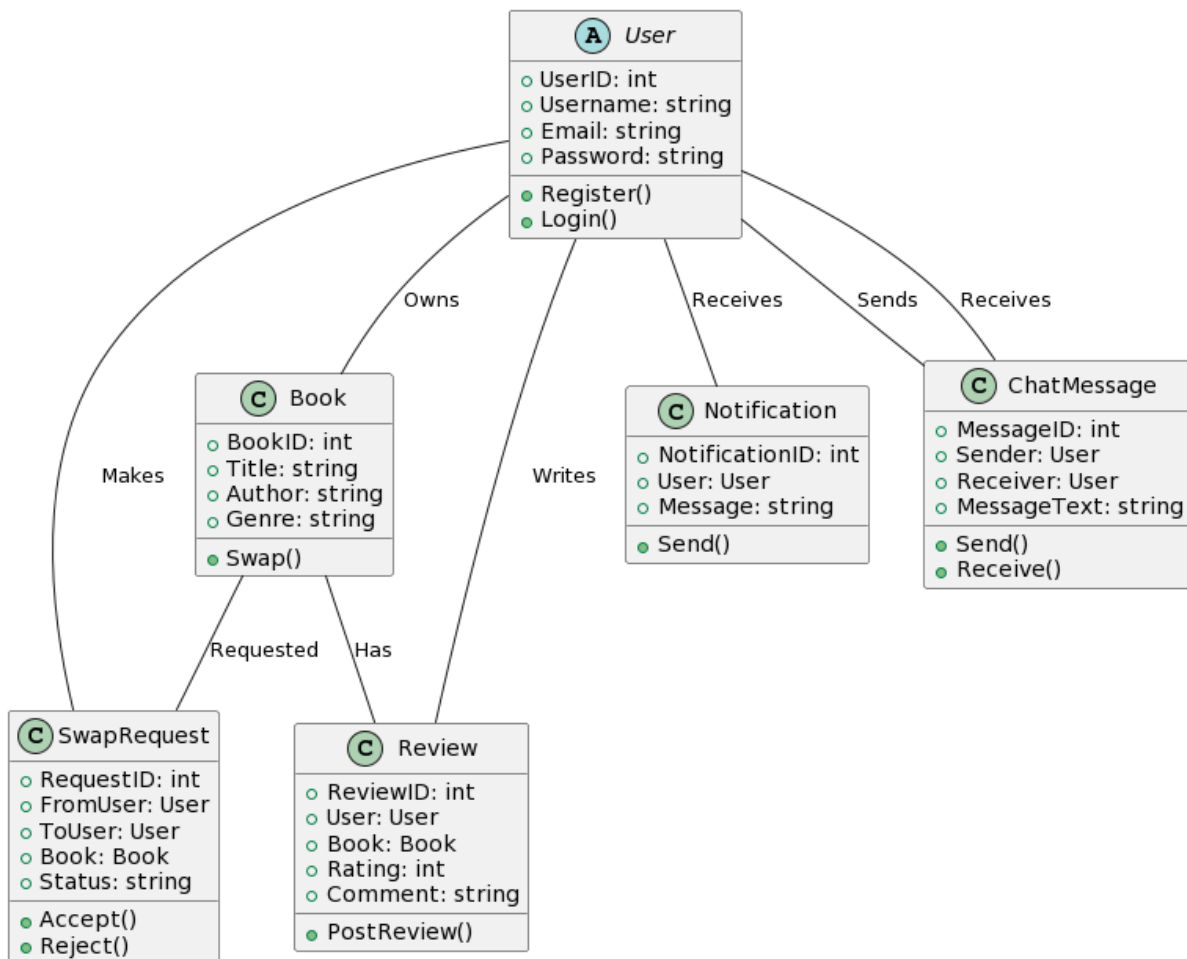 A User
UserID: int
Username: string
Email: string
Password: string
Register()
Login()
Owns
Receives
Sends
Receives
Makes
Writes
C Book
BookID: int
Title: string
Author: string
Genre: string
Swap()
C Notification
NotificationID: int
User: User
Message: string
Send()
C ChatMessage
MessageID: int
Sender: User
Receiver: User
MessageText: string
Send()
Receive()
Requested
Has
C SwapRequest
RequestID: int
FromUser: User
ToUser: User
Book: Book
Status: string
Accept()
Reject()
C Review
ReviewID: int
User: User
Book: Book
Rating: int
Comment: string
PostReview()